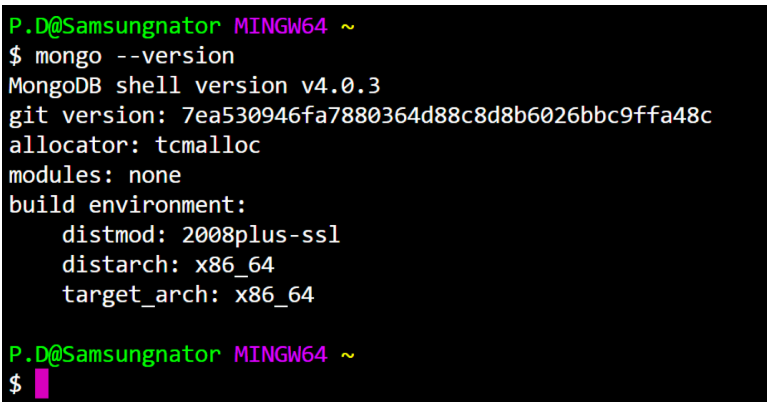 P.D@Samsungnator MINGW64 ~
$ mongo --version
MongoDB shell version v4.0.3
git version: 7ea530946fa7880364d88c8d8b6026bbc9ffa48c
allocator: tcmalloc
modules: none
build environment:
    distmod: 2008plus-ssl
    distarch: x86_64
    target_arch: x86_64

P.D@Samsungnator MINGW64 ~
$